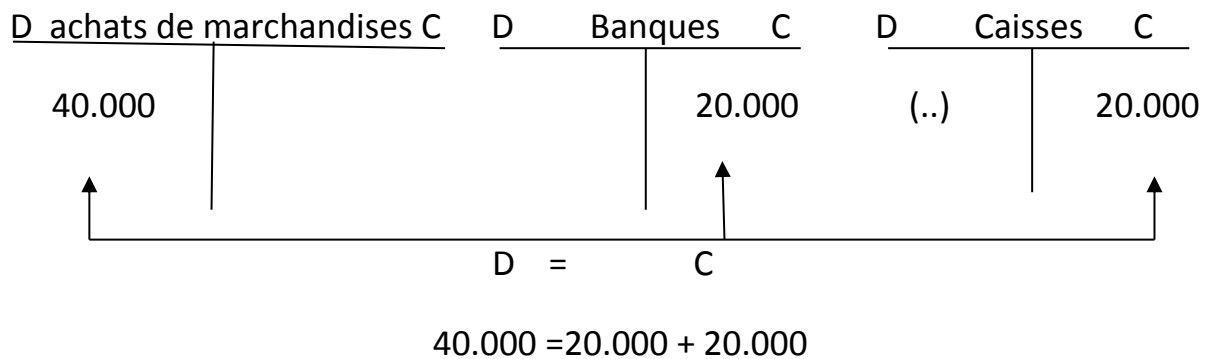 D achats de marchandises C D Banques C D Caisses C
40.000 20.000 (..) 20.000
D = C
40.000 =20.000 + 20.000